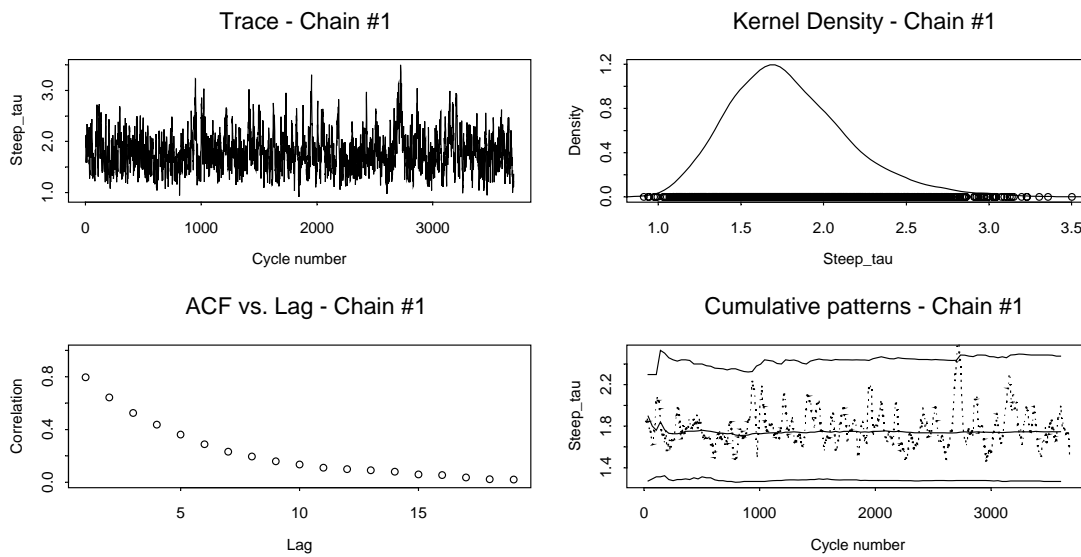 Trace - Chain #1
Steep_tau
1.0 2.0 3.0
0 1000 2000 3000
Cycle number
Kernel Density - Chain #1
Density
0.0 0.4 0.8 1.2
1.0 1.5 2.0 2.5 3.0 3.5
Steep_tau
ACF vs. Lag - Chain #1
Correlation
0.0 0.4 0.8
5 10 15
Lag
Cumulative patterns - Chain #1
Steep_tau
1.4 1.8 2.2
0 1000 2000 3000
Cycle number